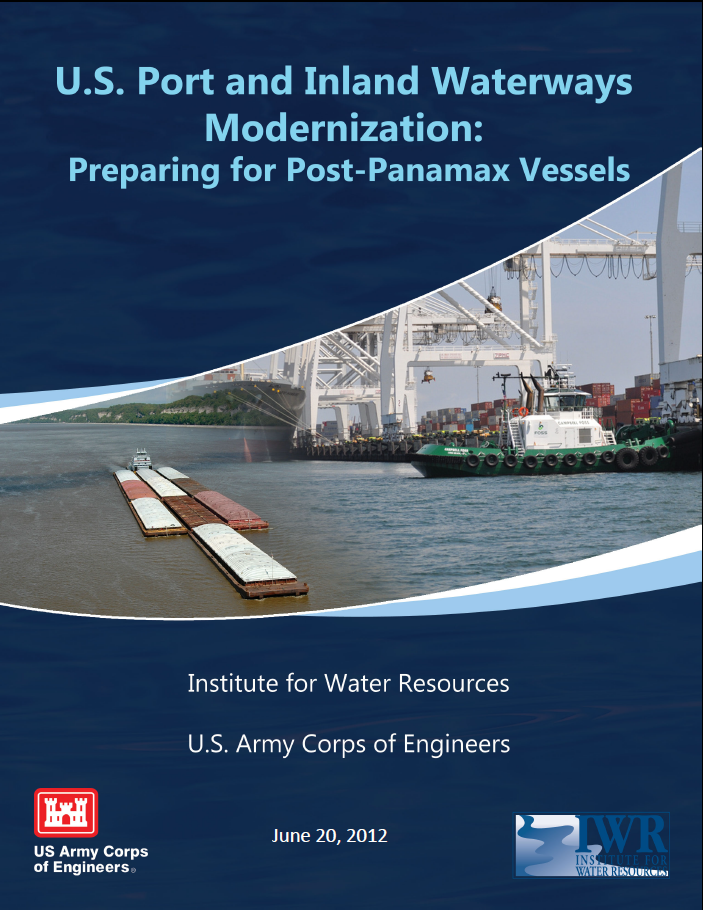 U.S. Port and Inland Waterways
Modernization:
Preparing for Post-Panamax Vessels
FOSS
Institute for Water Resources
U.S. Army Corps of Engineers
June 20, 2012
US Army Corps
of Engineers®
IWR
INSTITUTE FOR
WATER RESOURCES